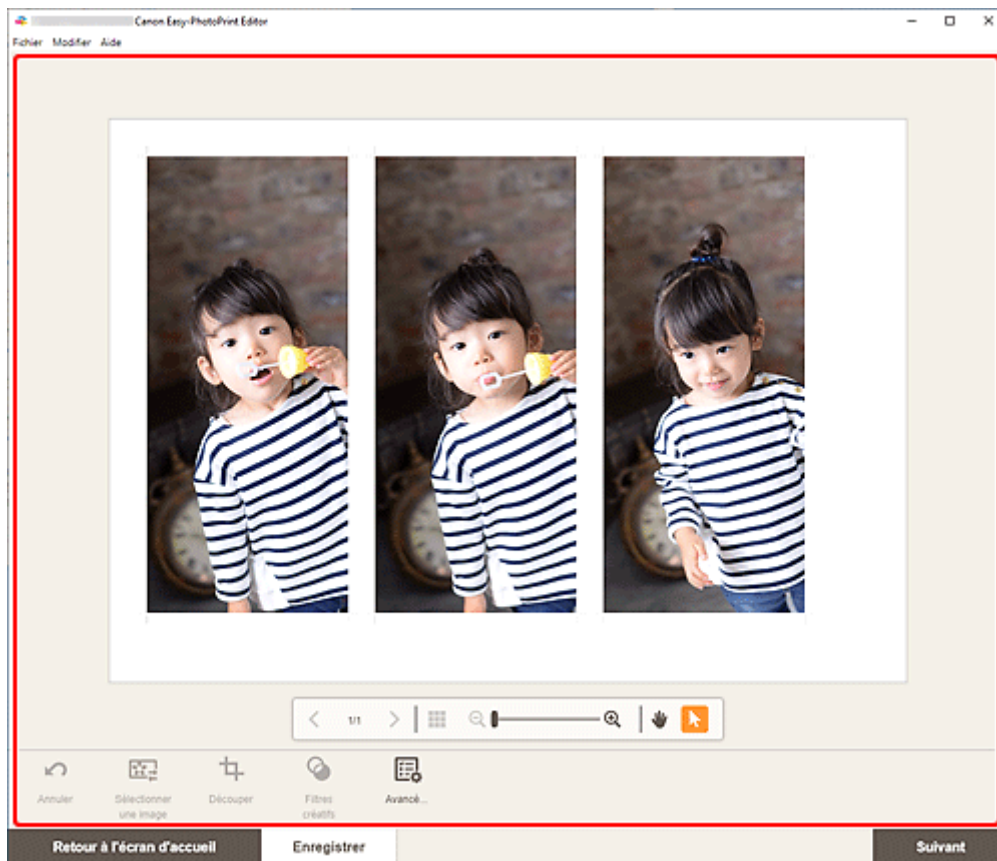 Canon Easy-PhotoPrint Editor
Fichier Modifier Aide
1/1
Annuler
Sélectionner
une image
Découper
Filtres
créatifs
Avancé...
Retour à l'écran d'accueil
Enregistrer
Suivant